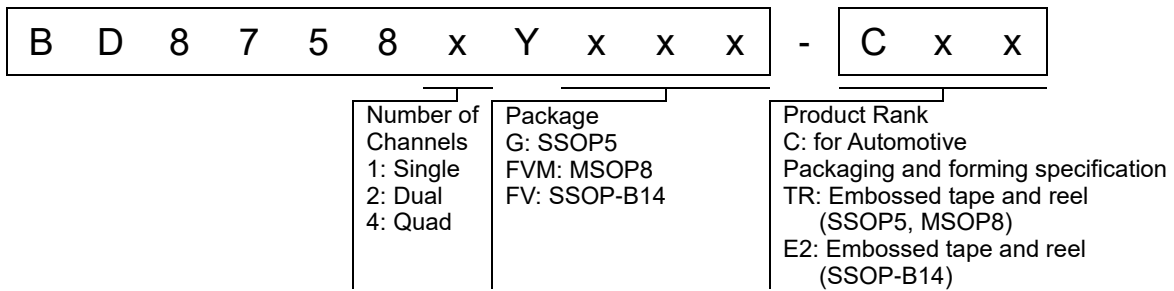 B D 8 7 5 8 x Y x x x - C x x
Number of
Channels
1: Single
2: Dual
4: Quad
Package
G: SSOP5
FVM: MSOP8
FV: SSOP-B14
Product Rank
C: for Automotive
Packaging and forming specification
TR: Embossed tape and reel
(SSOP5, MSOP8)
E2: Embossed tape and reel
(SSOP-B14)